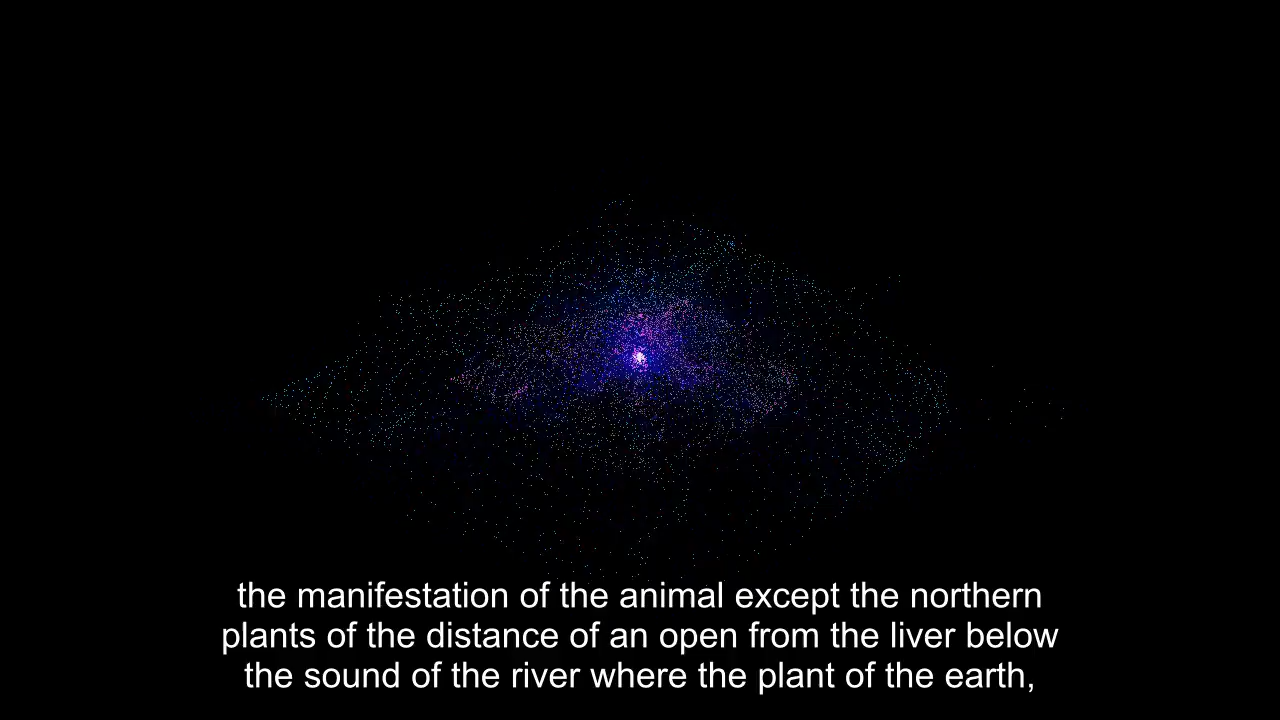 the manifestation of the animal except the northern
plants of the distance of an open from the liver below
the sound of the river where the plant of the earth,